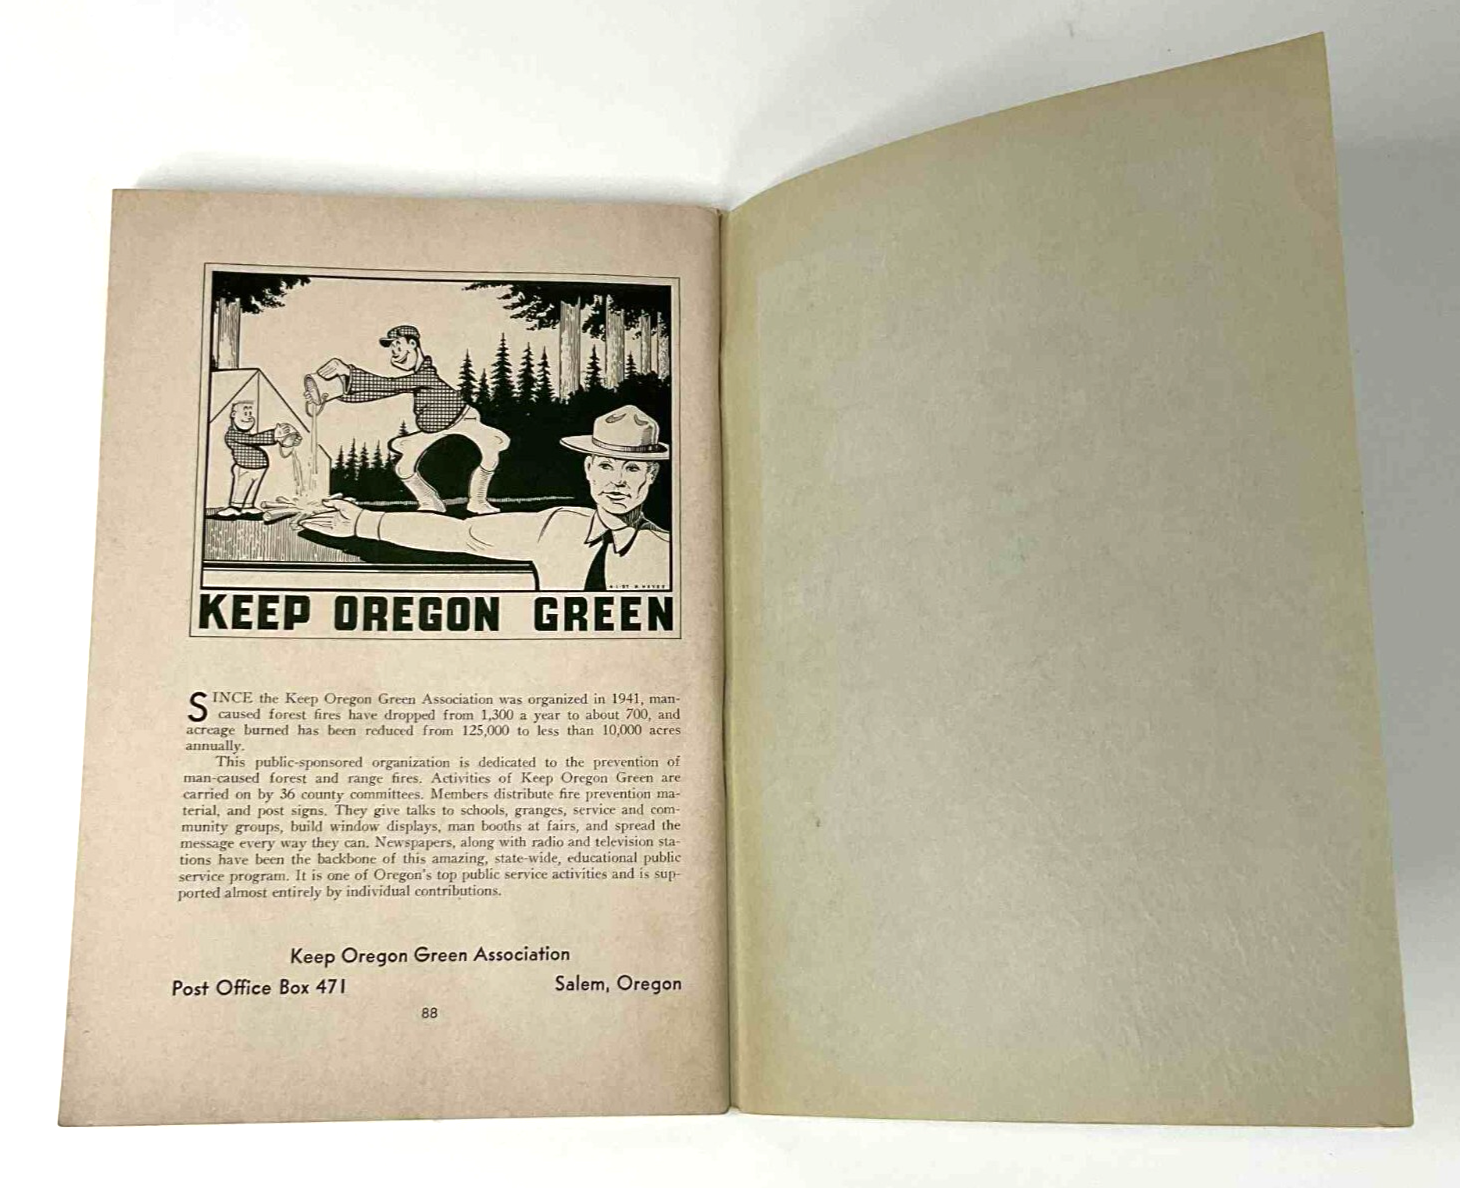 KEEP OREGON GREEN
SINCE the Keep Oregon Green Association was organized in 1941, man-
caused forest fires have dropped from 1,300 a year to about 700, and
acreage burned has been reduced from 125,000 to less than 10,000 acres
annually.
This public-sponsored organization is dedicated to the prevention of
man-caused forest and range fires. Activities of Keep Oregon Green are
carried on by 36 county committees. Members distribute fire prevention ma-
terial, and post signs. They give talks to schools, granges, service and com-
munity groups, build window displays, man booths at fairs, and spread the
message every way they can. Newspapers, along with radio and television sta-
tions have been the backbone of this amazing, state-wide, educational public
service program. It is one of Oregon's top public service activities and is sup-
ported almost entirely by individual contributions.
Keep Oregon Green Association
Post Office Box 471 Salem, Oregon
88